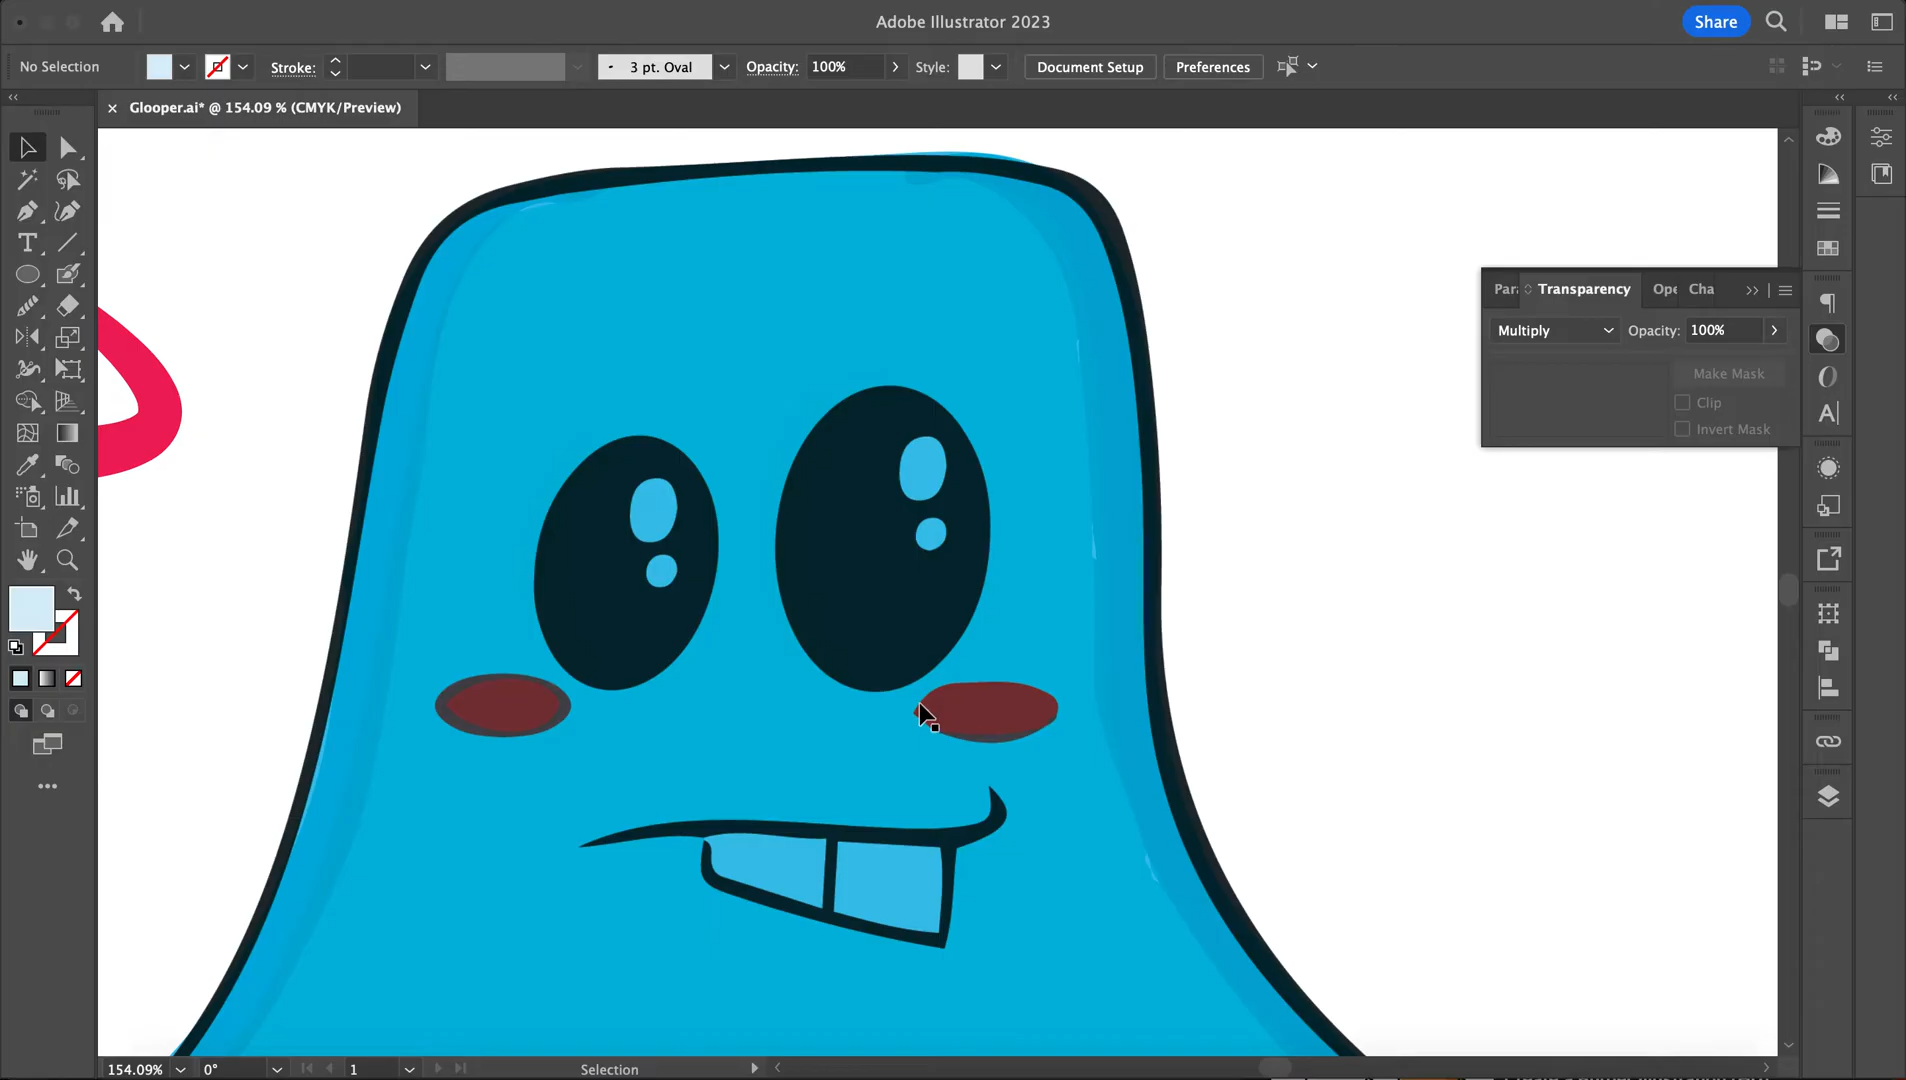 Adobe Illustrator 2023
Share
No Selection
Stroke:
3 pt. Oval
Opacity:
100%
Style:
Document Setup
Preferences
Glooper.ai* @ 154.09 % (CMYK/Preview)
Transparency
Ope
Cha
Multiply
Opacity:
100%
Make Mask
Clip
Invert Mask
154.09%
0°
1
Selection